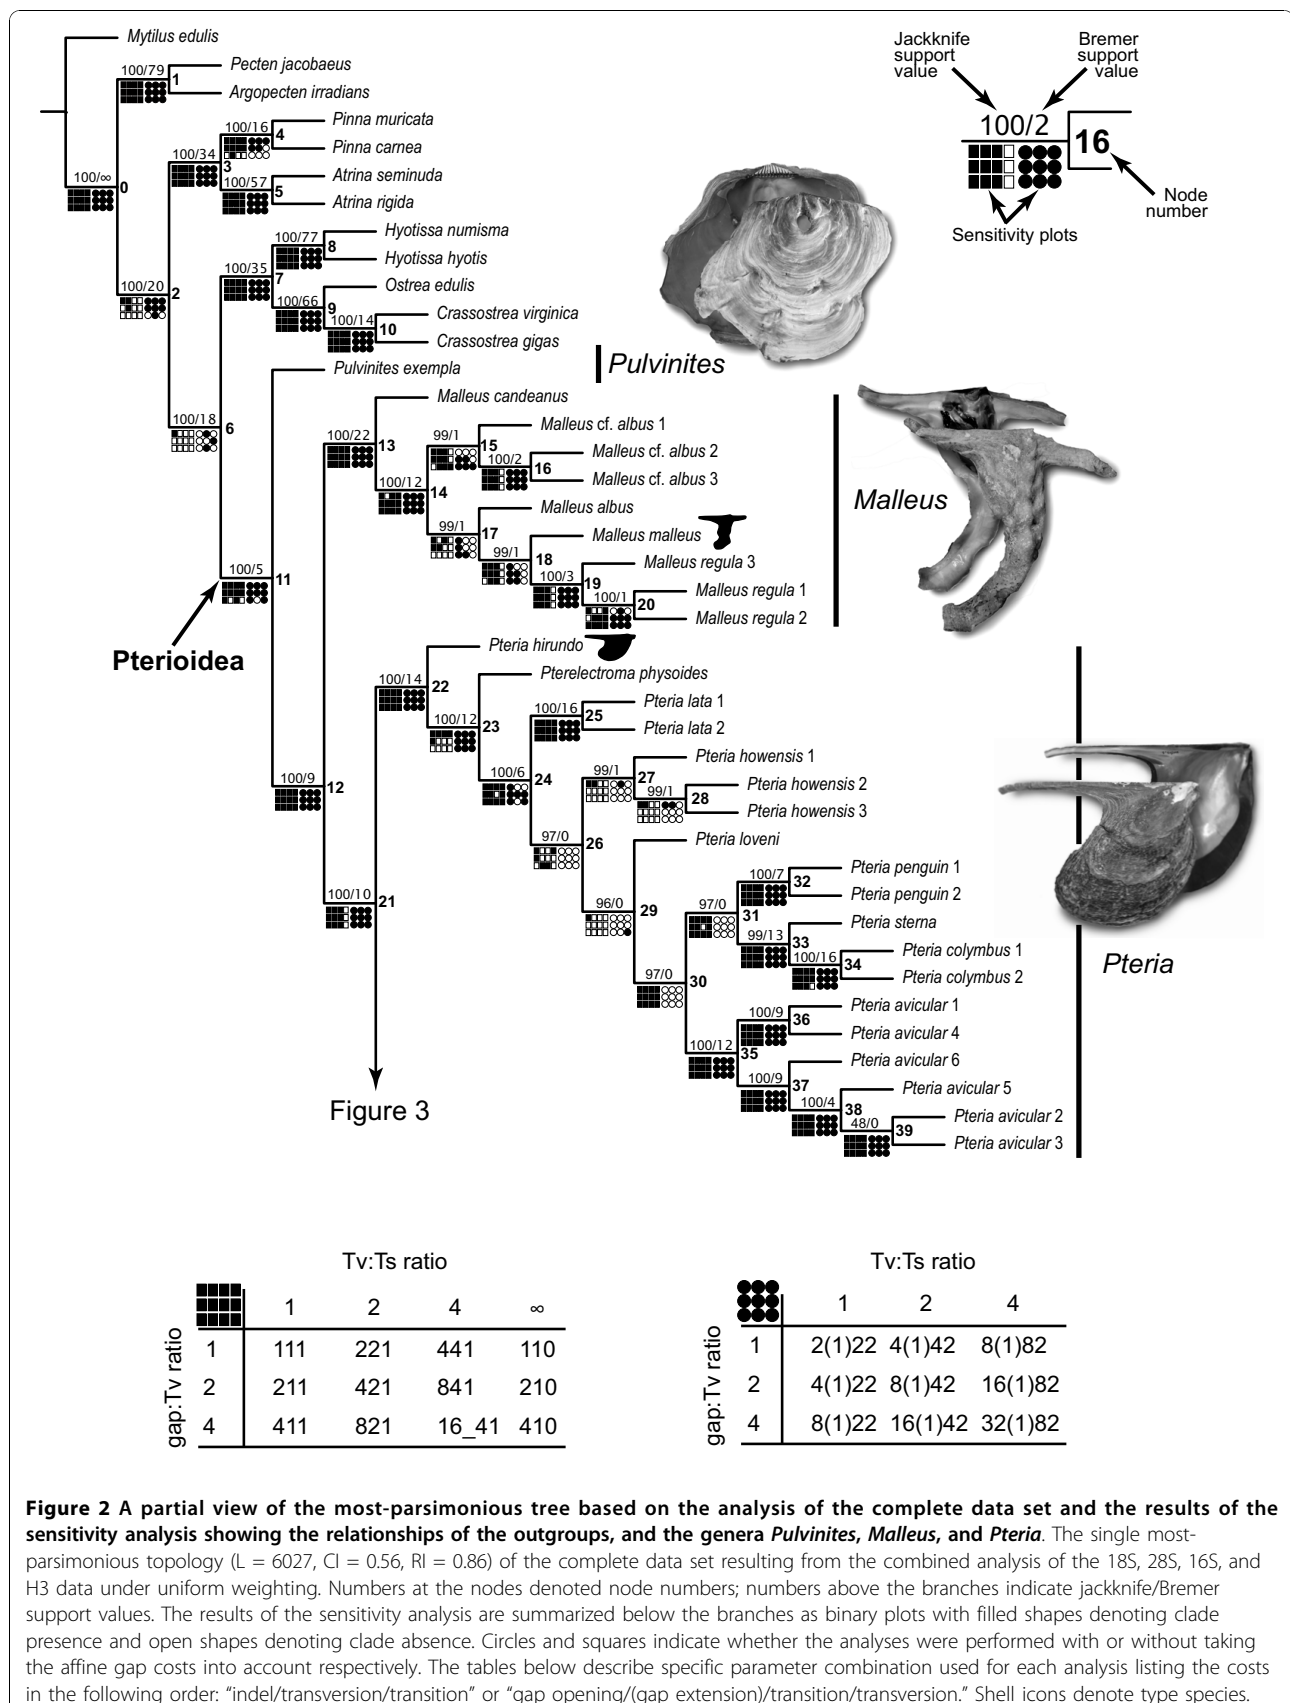 Mytilus edulis
100/79
1
Pecten jacobaeus
Argopecten irradians
100/∞
0
100/34
3
100/16
4
Pinna muricata
Pinna carnea
100/57
5
Atrina seminuda
Atrina rigida
100/20
2
100/35
7
100/77
8
Hyotissa numisma
Hyotissa hyotis
100/66
9
Ostrea edulis
100/14
10
Crassostrea virginica
Crassostrea gigas
100/18
6
Pulvinites exempla
Pulvinites
100/22
13
Malleus candeanus
100/12
14
99/1
15
Malleus cf. albus 1
100/2
16
Malleus cf. albus 2
Malleus cf. albus 3
99/1
17
Malleus albus
99/1
18
Malleus malleus
100/3
19
Malleus regula 3
100/1
20
Malleus regula 1
Malleus regula 2
Malleus
100/5
11
Pterioidea
100/9
12
100/10
21
Figure 3
100/14
22
Pteria hirundo
100/12
23
Pterelectroma physoides
100/6
24
100/16
25
Pteria lata 1
Pteria lata 2
97/0
26
99/1
27
Pteria howensis 1
99/1
28
Pteria howensis 2
Pteria howensis 3
96/0
29
Pteria loveni
97/0
30
97/0
31
100/7
32
Pteria penguin 1
Pteria penguin 2
99/13
33
Pteria sterna
100/16
34
Pteria colymbus 1
Pteria colymbus 2
100/12
35
100/9
36
Pteria avicular 1
Pteria avicular 4
100/9
37
Pteria avicular 6
100/4
38
Pteria avicular 5
48/0
39
Pteria avicular 2
Pteria avicular 3
Pteria
Jackknife
support
value
Bremer
support
value
100/2
16
Node
number
Sensitivity plots
Tv:Ts ratio
1 2 4 ∞
gap:Tv ratio
1 111 221 441 110
2 211 421 841 210
4 411 821 16_41 410
Tv:Ts ratio
1 2 4
gap:Tv ratio
1 2(1)22 4(1)42 8(1)82
2 4(1)22 8(1)42 16(1)82
4 8(1)22 16(1)42 32(1)82
Figure 2 A partial view of the most-parsimonious tree based on the analysis of the complete data set and the results of the
sensitivity analysis showing the relationships of the outgroups, and the genera Pulvinites, Malleus, and Pteria. The single most-
parsimonious topology (L = 6027, CI = 0.56, RI = 0.86) of the complete data set resulting from the combined analysis of the 18S, 28S, 16S, and
H3 data under uniform weighting. Numbers at the nodes denoted node numbers; numbers above the branches indicate jackknife/Bremer
support values. The results of the sensitivity analysis are summarized below the branches as binary plots with filled shapes denoting clade
presence and open shapes denoting clade absence. Circles and squares indicate whether the analyses were performed with or without taking
the affine gap costs into account respectively. The tables below describe specific parameter combination used for each analysis listing the costs
in the following order: "indel/transversion/transition" or "gap opening/(gap extension)/transition/transversion." Shell icons denote type species.